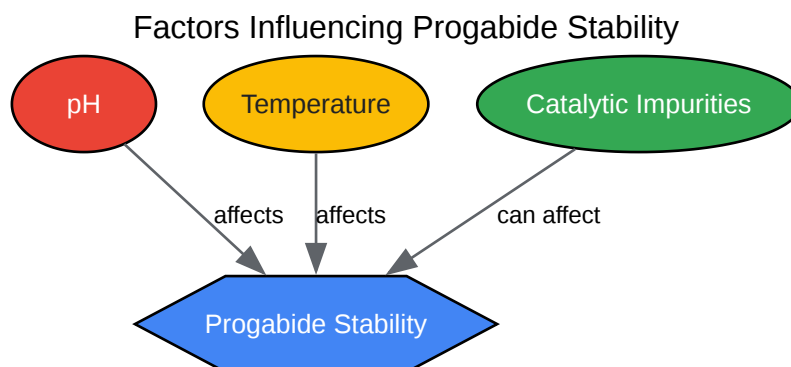 Factors Influencing Progabide Stability
pH
Temperature
Catalytic Impurities
affects
affects
can affect
Progabide Stability